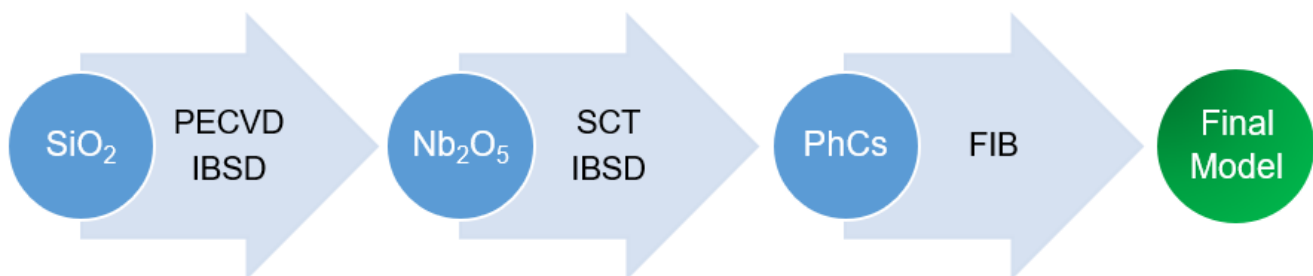 SiO₂
PECVD
IBSD
Nb₂O₅
SCT
IBSD
PhCs
FIB
Final
Model